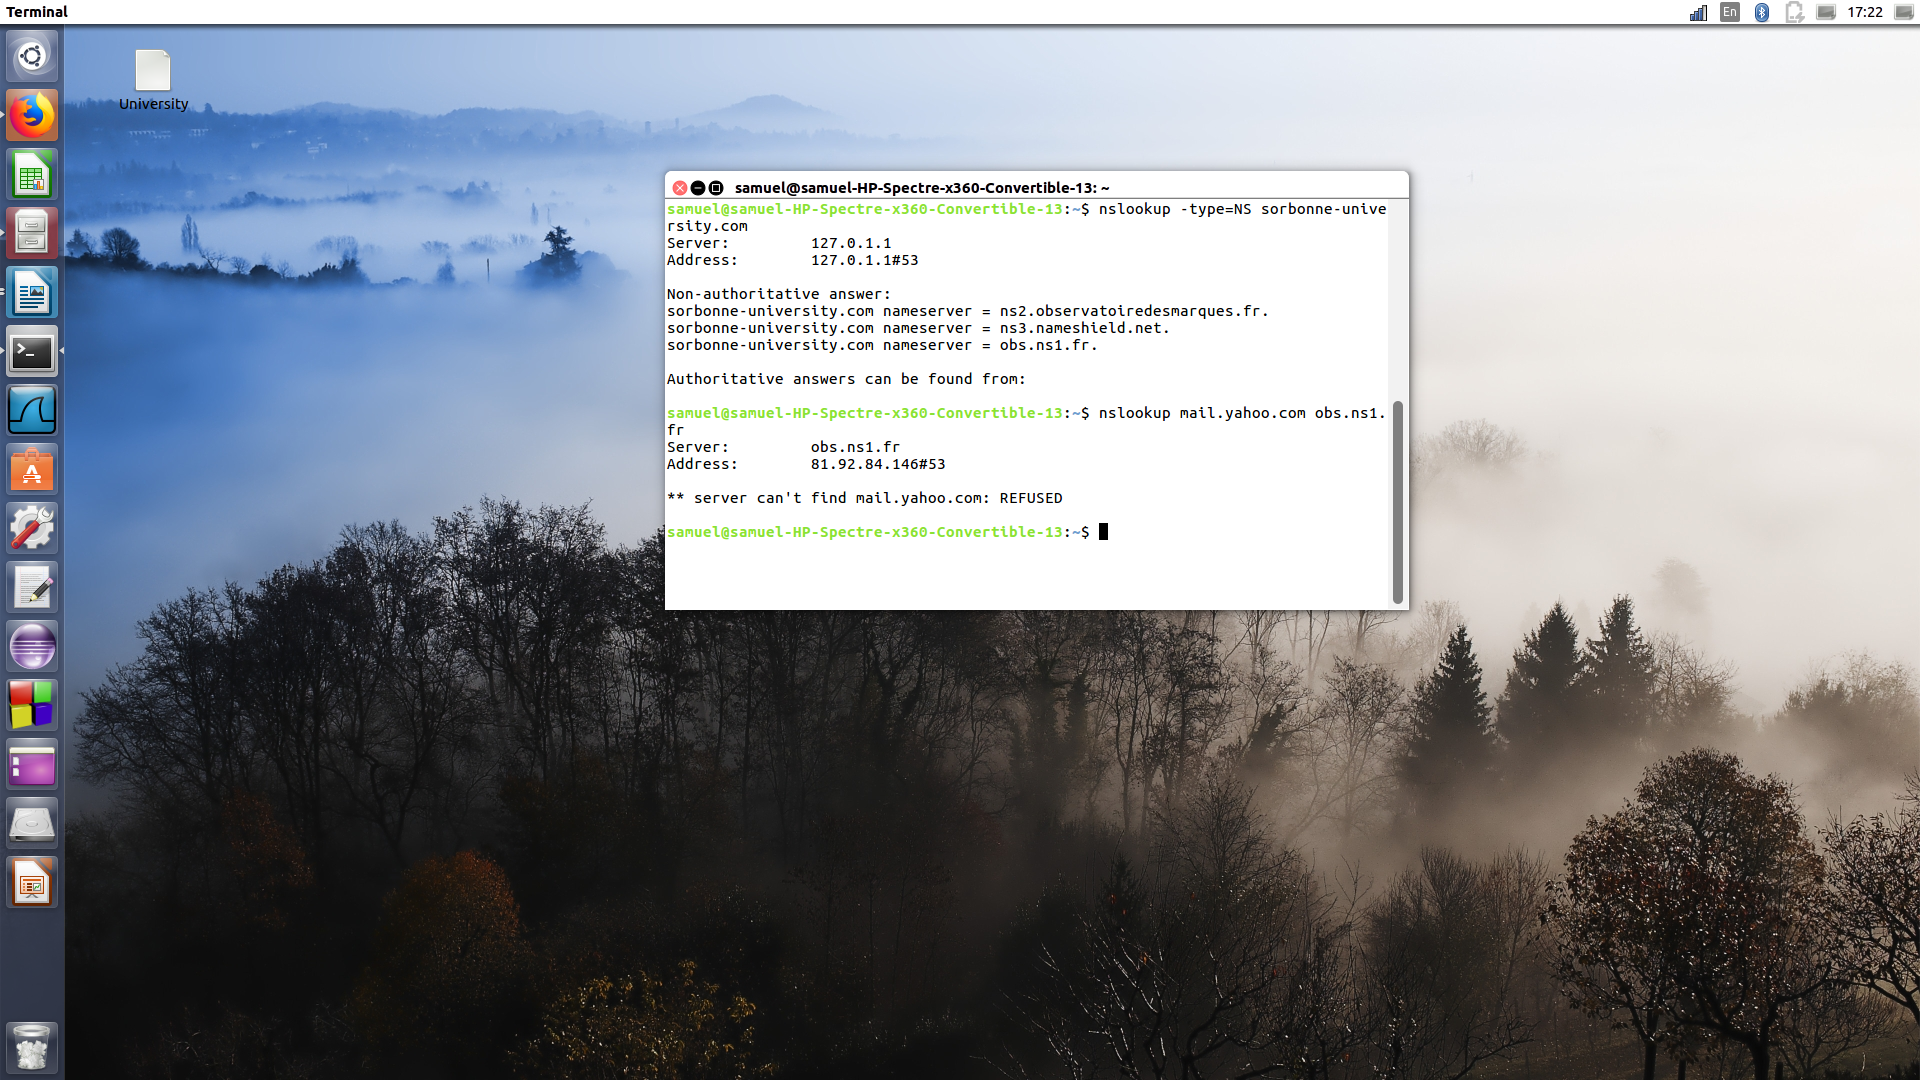 Terminal
En
17:22
University
samuel@samuel-HP-Spectre-x360-Convertible-13: ~
samuel@samuel-HP-Spectre-x360-Convertible-13:~$ nslookup -type=NS sorbonne-unive
rsity.com
Server:		127.0.1.1
Address:	127.0.1.1#53
Non-authoritative answer:
sorbonne-university.com nameserver = ns2.observatoiredesmarques.fr.
sorbonne-university.com nameserver = ns3.nameshield.net.
sorbonne-university.com nameserver = obs.ns1.fr.
Authoritative answers can be found from:
samuel@samuel-HP-Spectre-x360-Convertible-13:~$ nslookup mail.yahoo.com obs.ns1.
fr
Server:		obs.ns1.fr
Address:	81.92.84.146#53
** server can't find mail.yahoo.com: REFUSED
samuel@samuel-HP-Spectre-x360-Convertible-13:~$